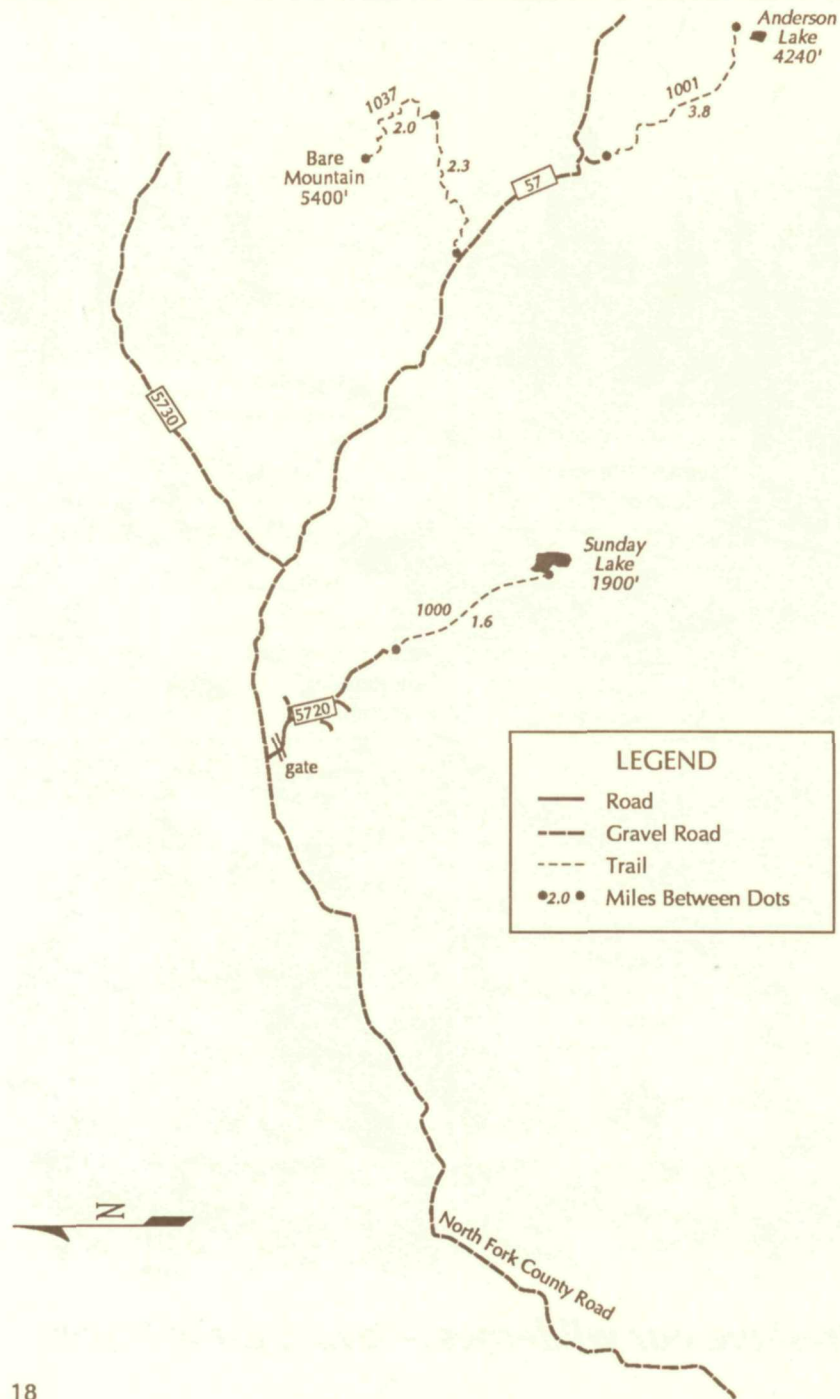 Anderson
Lake
4240'
1001
3.8
1037
2.0
Bare
Mountain
5400'
2.3
57
5730
Sunday
Lake
1900'
1000
1.6
5720
gate
LEGEND
Road
Gravel Road
Trail
2.0 Miles Between Dots
N
North Fork County Road
18